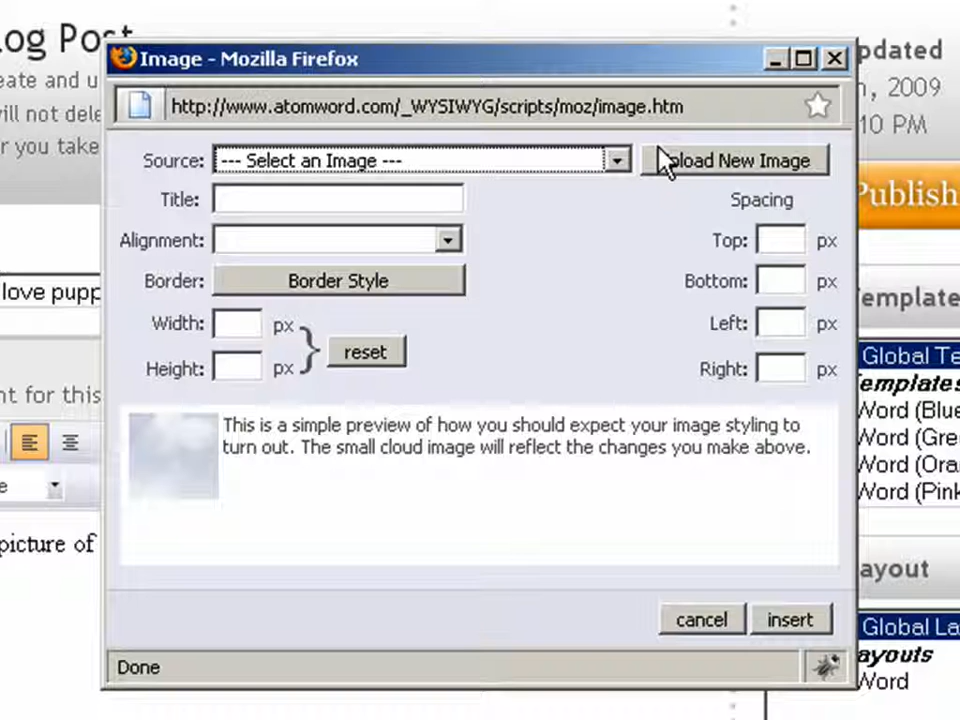 log Post
Image - Mozilla Firefox
pdated
eate and u
, 2009
will not dele
http://www.atomword.com/_WYSIWYG/scripts/moz/image.htm
10 PM
r you take
Source: --- Select an Image --- pload New Image
Title:
Spacing
Publish
Alignment:
Top: px
love pupp
Border: Border Style
Bottom: px
emplate
Width: px
Left: px
reset
Global Te
Height: px
Right: px
emplates
nt for this
Word (Blue
This is a simple preview of how you should expect your image styling to
turn out. The small cloud image will reflect the changes you make above.
Word (Gre
Word (Ora
e
Word (Pink
picture of
ayout
cancel insert
Global La
ayouts
Done
Word